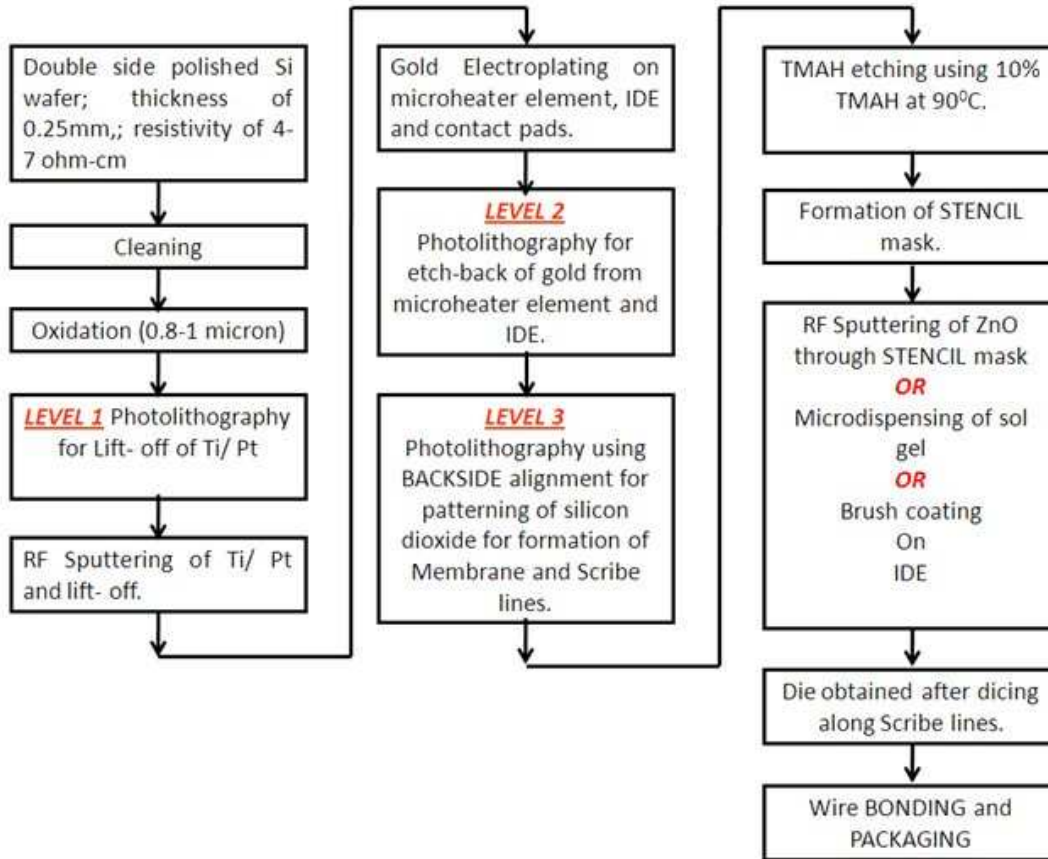 Double side polished Si
wafer; thickness of
0.25mm,; resistivity of 4-
7 ohm-cm
Cleaning
Oxidation (0.8-1 micron)
LEVEL 1 Photolithography
for Lift- off of Ti/ Pt
RF Sputtering of Ti/ Pt
and lift- off.
Gold Electroplating on
microheater element, IDE
and contact pads.
LEVEL 2
Photolithography for
etch-back of gold from
microheater element and
IDE.
LEVEL 3
Photolithography using
BACKSIDE alignment for
patterning of silicon
dioxide for formation of
Membrane and Scribe
lines.
TMAH etching using 10%
TMAH at 90⁰C.
Formation of STENCIL
mask.
RF Sputtering of ZnO
through STENCIL mask
OR
Microdispensing of sol
gel
OR
Brush coating
On
IDE
Die obtained after dicing
along Scribe lines.
Wire BONDING and
PACKAGING